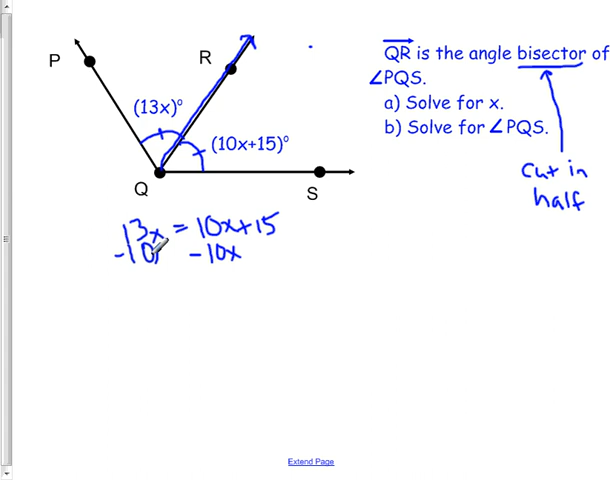 P
R
(13x)°
(10x+15)°
Q
S
QR is the angle bisector of
∠PQS.
a) Solve for x.
b) Solve for ∠PQS.
cut in
half
13x = 10x+15
-10 -10x
Extend Page